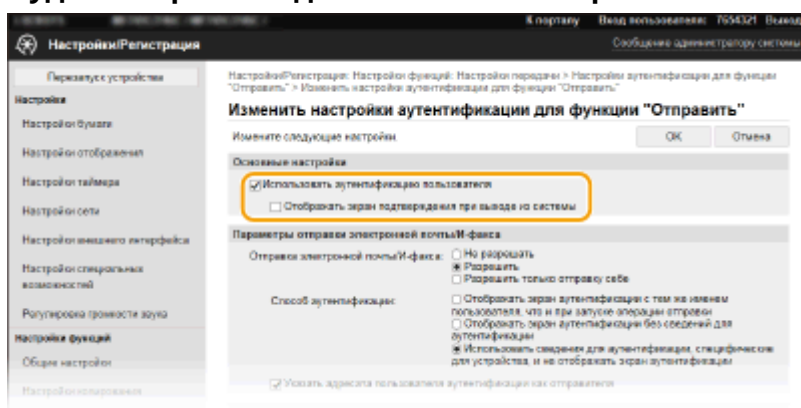 К порталу Вход пользователя: 7654321 Выход
Настройки/Регистрация
Сообщение администратору системы
Перезапуск устройства
Настройки
Настройки бумаги
Настройки отображения
Настройки таймера
Настройки сети
Настройки внешнего интерфейса
Настройки специальных
возможностей
Регулировка громкости звука
Настройки функций
Общие настройки
Настройки копирования
Настройки/Регистрация: Настройки функций: Настройки передачи > Настройки аутентификации для функции
"Отправить" > Изменить настройки аутентификации для функции "Отправить"
Изменить настройки аутентификации для функции "Отправить"
Измените следующие настройки.
OK Отмена
Основные настройки
Использовать аутентификацию пользователя
Отображать экран подтверждения при выводе из системы
Параметры отправки электронной почты/И-факса
Отправка электронной почты/И-факса: Не разрешать
Разрешить
Разрешить только отправку себе
Способ аутентификации: Отображать экран аутентификации с тем же именем
пользователя, что и при запуске операции отправки
Отображать экран аутентификации без сведений для
аутентификации
Использовать сведения для аутентификации, специфические
для устройства, и не отображать экран аутентификации
Указать адресата пользователя аутентификации как отправителя